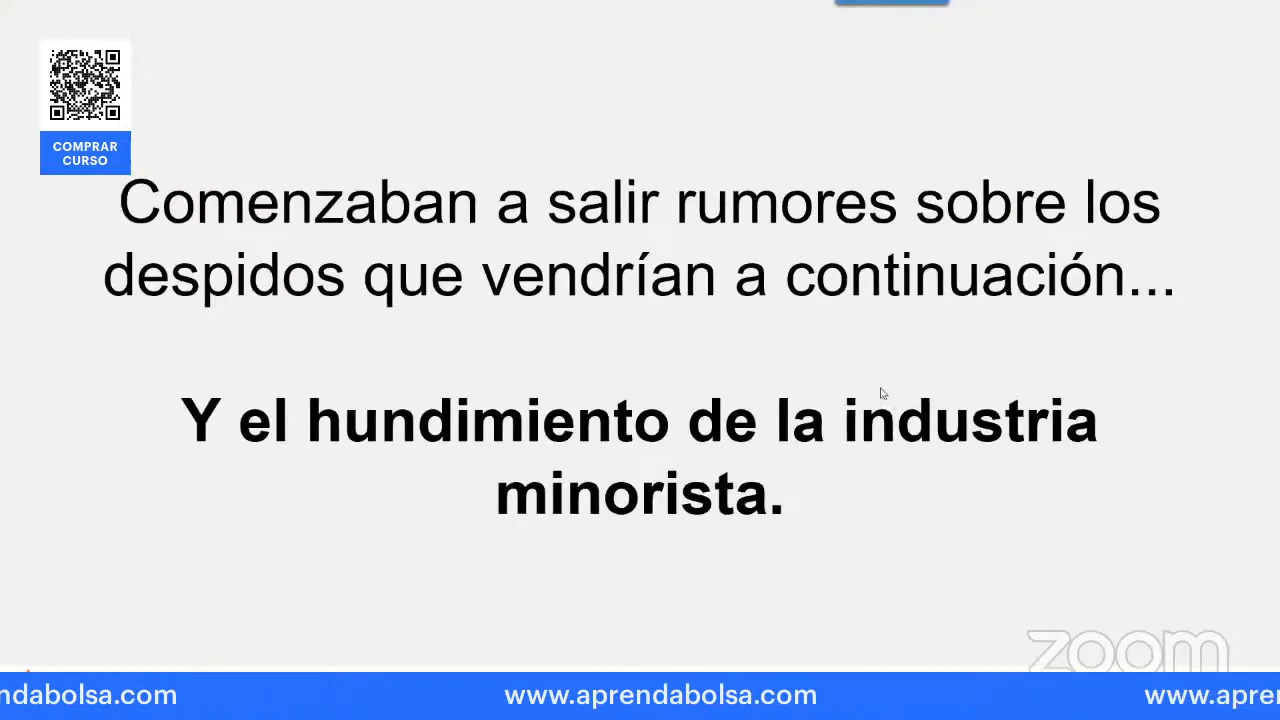 COMPRAR
CURSO
Comenzaban a salir rumores sobre los
despidos que vendrían a continuación...
Y el hundimiento de la industria
minorista.
zoom
ndabolsa.com www.aprendabolsa.com www.apren